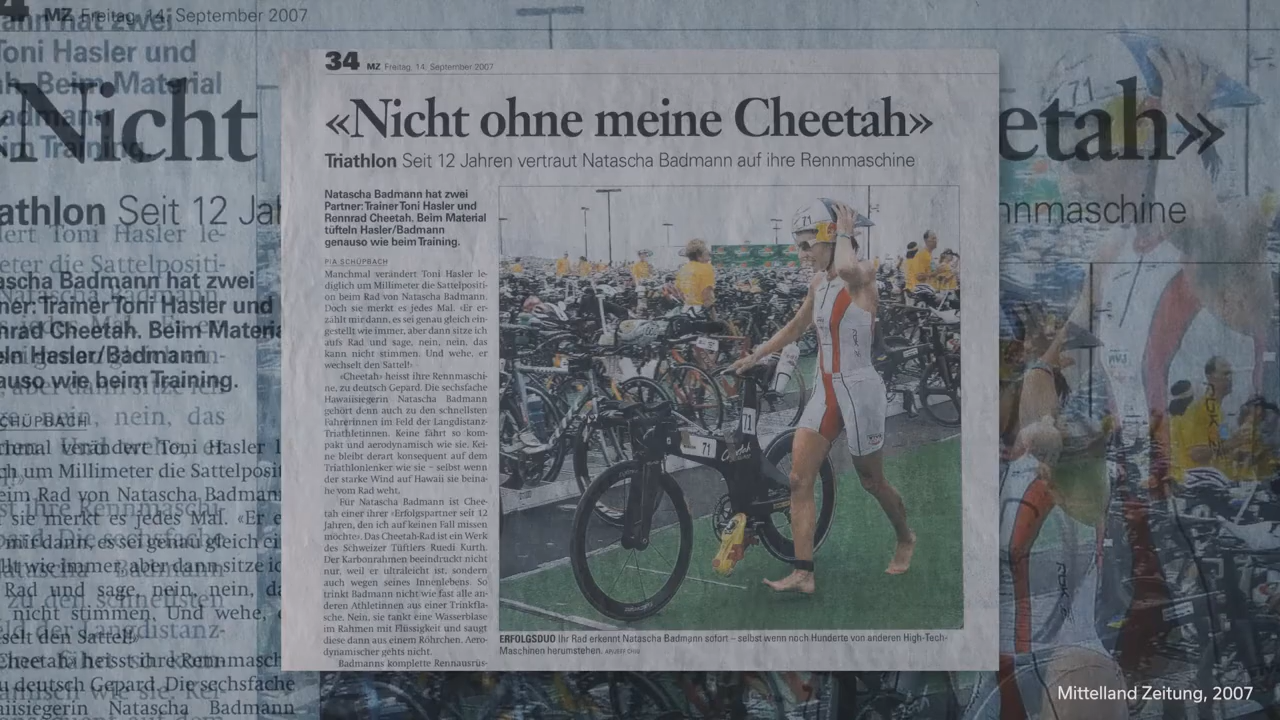 34 MZ Freitag, 14. September 2007
«Nicht ohne meine Cheetah»
Triathlon Seit 12 Jahren vertraut Natascha Badmann auf ihre Rennmaschine
Natascha Badmann hat zwei
Partner: Trainer Toni Hasler und
Rennrad Cheetah. Beim Material
tüfteln Hasler/Badmann
genauso wie beim Training.
PIA SCHÜPBACH
Manchmal verändert Toni Hasler le-
diglich um Millimeter die Sattelpositi-
on beim Rad von Natascha Badmann.
Doch sie merkt es jedes Mal. «Er er-
zählt mir dann, es sei genau gleich ein-
gestellt wie immer, aber dann sitze ich
aufs Rad und sage, nein, nein, das
kann nicht stimmen. Und wehe, er
wechselt den Sattel!»
«Cheetah» heisst ihre Rennmaschi-
ne, zu deutsch Gepard. Die sechsfache
Hawaiisiegerin Natascha Badmann
gehört denn auch zu den schnellsten
Fahrerinnen im Feld der Langdistanz-
Triathletinnen. Keine fährt so kom-
pakt und aerodynamisch wie sie. Kei-
ne bleibt derart konsequent auf dem
Triathlonlenker wie sie – selbst wenn
der starke Wind auf Hawaii sie beina-
he vom Rad weht.
Für Natascha Badmann ist Chee-
tah einer ihrer «Erfolgspartner seit 12
Jahren, den ich auf keinen Fall missen
möchte». Das Cheetah-Rad ist ein Werk
des Schweizer Tüftlers Ruedi Kurth.
Der Karbonrahmen beeindruckt nicht
nur, weil er ultraleicht ist, sondern
auch wegen seines Innenlebens. So
trinkt Badmann nicht wie fast alle an-
deren Athletinnen aus einer Trinkfla-
sche. Nein, sie tankt eine Wasserblase
im Rahmen mit Flüssigkeit und saugt
diese dann aus einem Röhrchen. Aero-
dynamischer gehts nicht.
Badmanns komplette Rennausrüs-
71
71
71
Cheetah
ERFOLGSDUO Ihr Rad erkennt Natascha Badmann sofort – selbst wenn noch Hunderte von anderen High-Tech-
Maschinen herumstehen.
Mittelland Zeitung, 2007